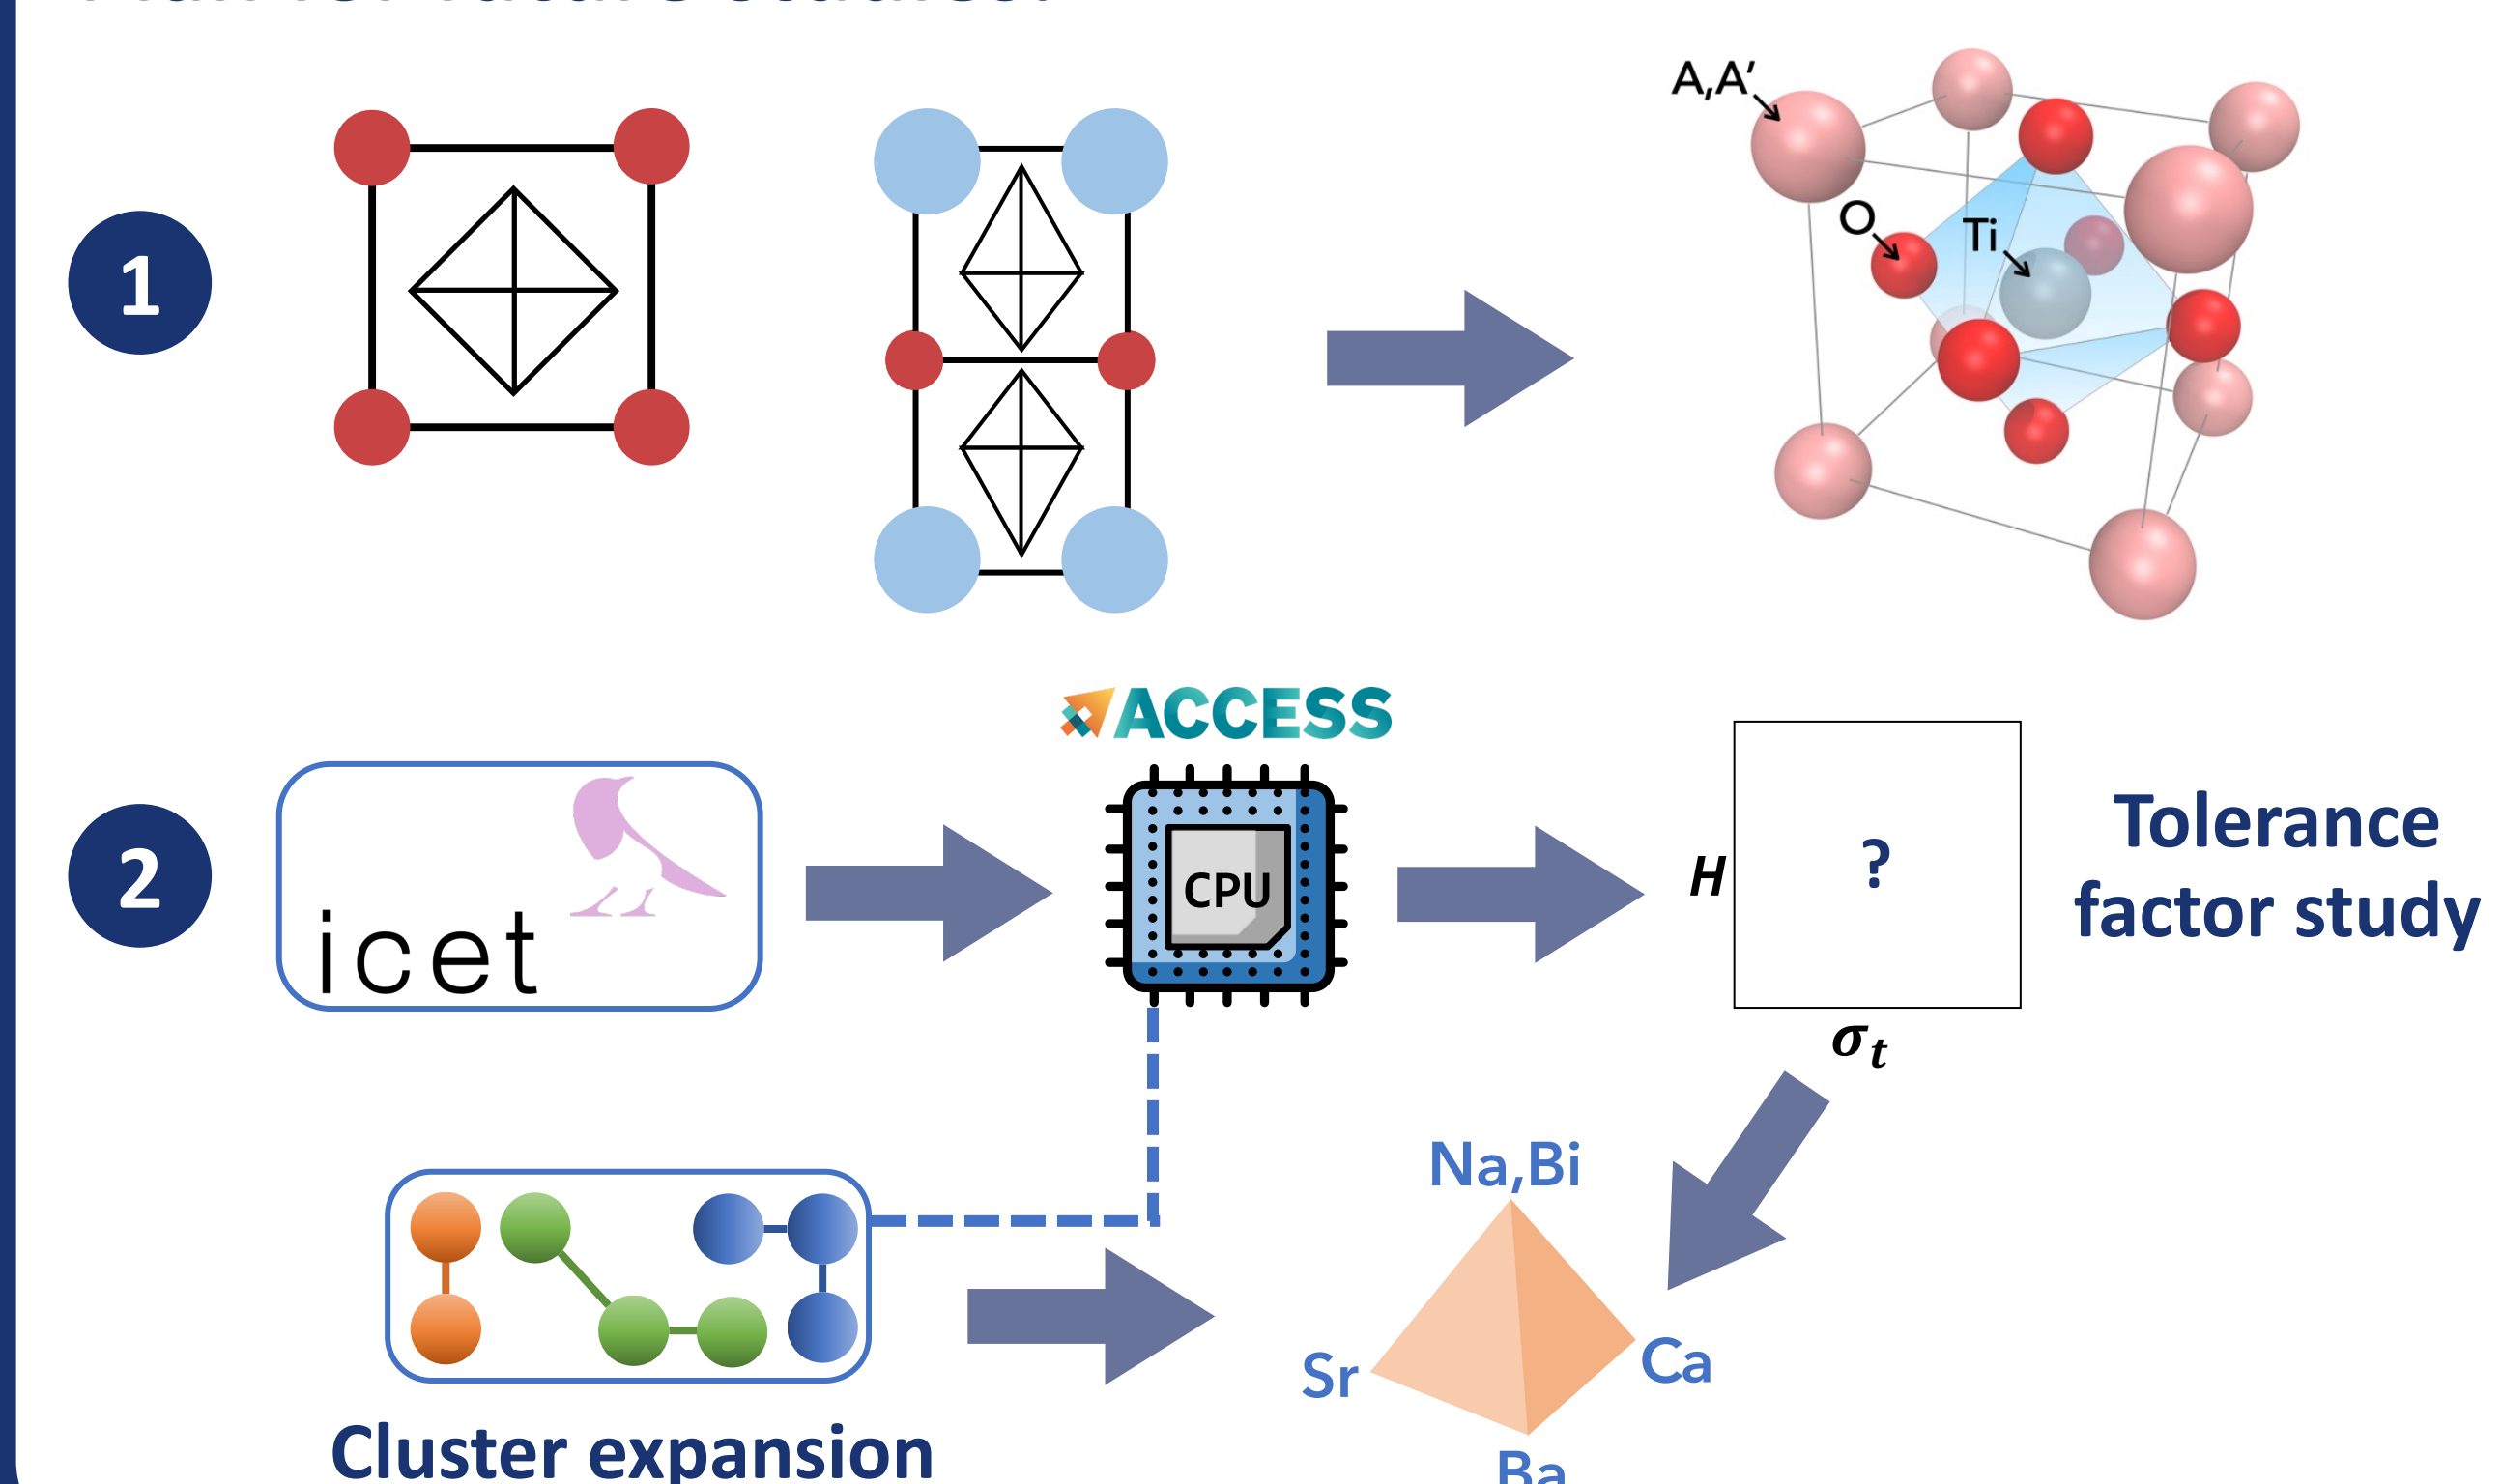 1
A,A′
O
Ti
2
icet
ACCESS
CPU
H
?
σt
Tolerance
factor study
Na,Bi
Sr
Ca
Ba
Cluster expansion